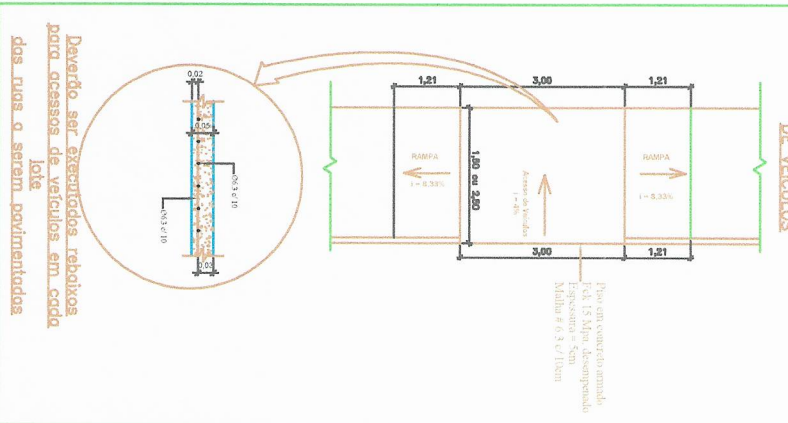 DE VEÍCULOS
1,21
3,00
1,21
RAMPA
i = 8,33%
Acesso de Veículos
i = 4%
RAMPA
i = 8,33%
1,50 ou 2,50
3,00
1,21
Piso em concreto armado
Fck 15 Mpa, desempenado
Espessura = 5cm
Malha # 6.3 c/ 10cm
0,02
0,05
Ø6.3 c/ 10
Ø6.3 c/ 10
0,03
Deverão ser executados rebaixos
para acessos de veículos em cada
lote
das ruas a serem pavimentadas